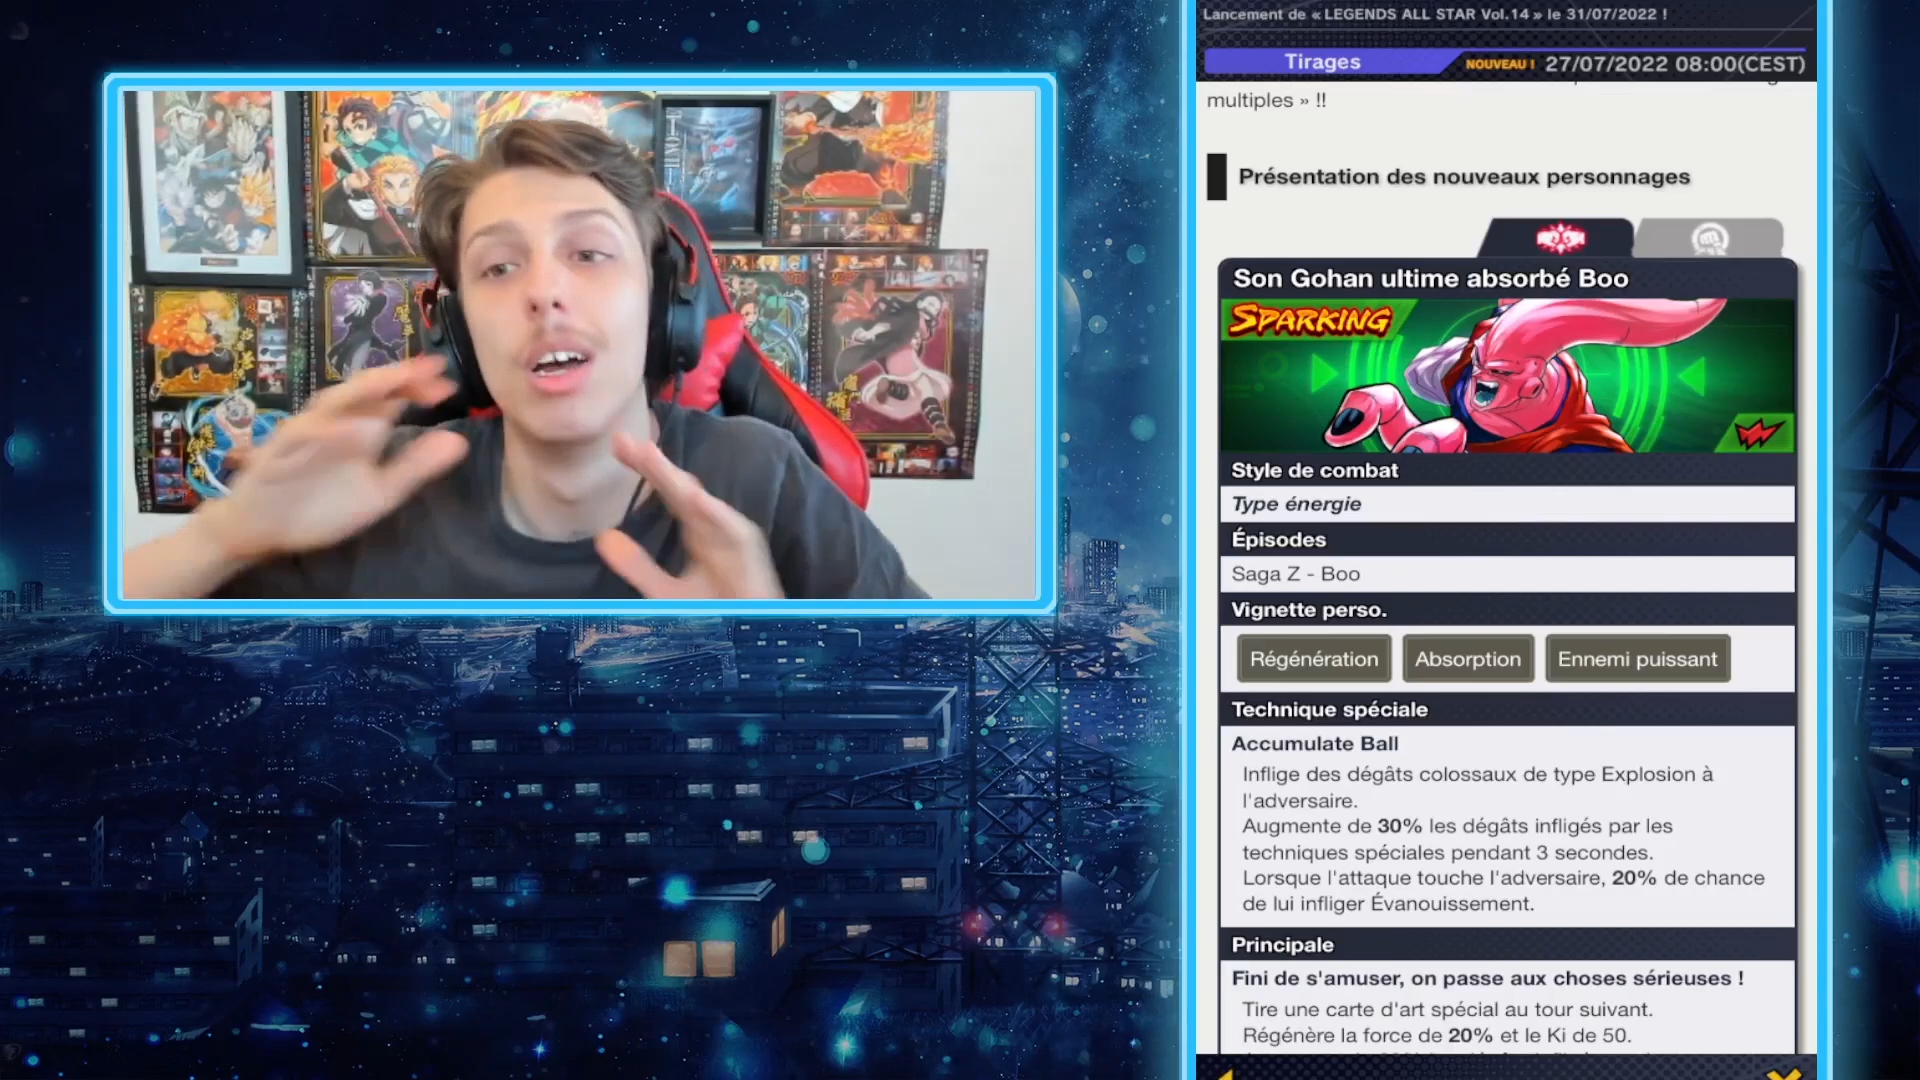 Lancement de « LEGENDS ALL STAR Vol.14 » le 31/07/2022 !
Tirages
NOUVEAU ! 27/07/2022 08:00(CEST)
multiples » !!
Présentation des nouveaux personnages
Son Gohan ultime absorbé Boo
SPARKING
Style de combat
Type énergie
Épisodes
Saga Z - Boo
Vignette perso.
Régénération Absorption Ennemi puissant
Technique spéciale
Accumulate Ball
Inflige des dégâts colossaux de type Explosion à
l'adversaire.
Augmente de 30% les dégâts infligés par les
techniques spéciales pendant 3 secondes.
Lorsque l'attaque touche l'adversaire, 20% de chance
de lui infliger Évanouissement.
Principale
Fini de s'amuser, on passe aux choses sérieuses !
Tire une carte d'art spécial au tour suivant.
Régénère la force de 20% et le Ki de 50.